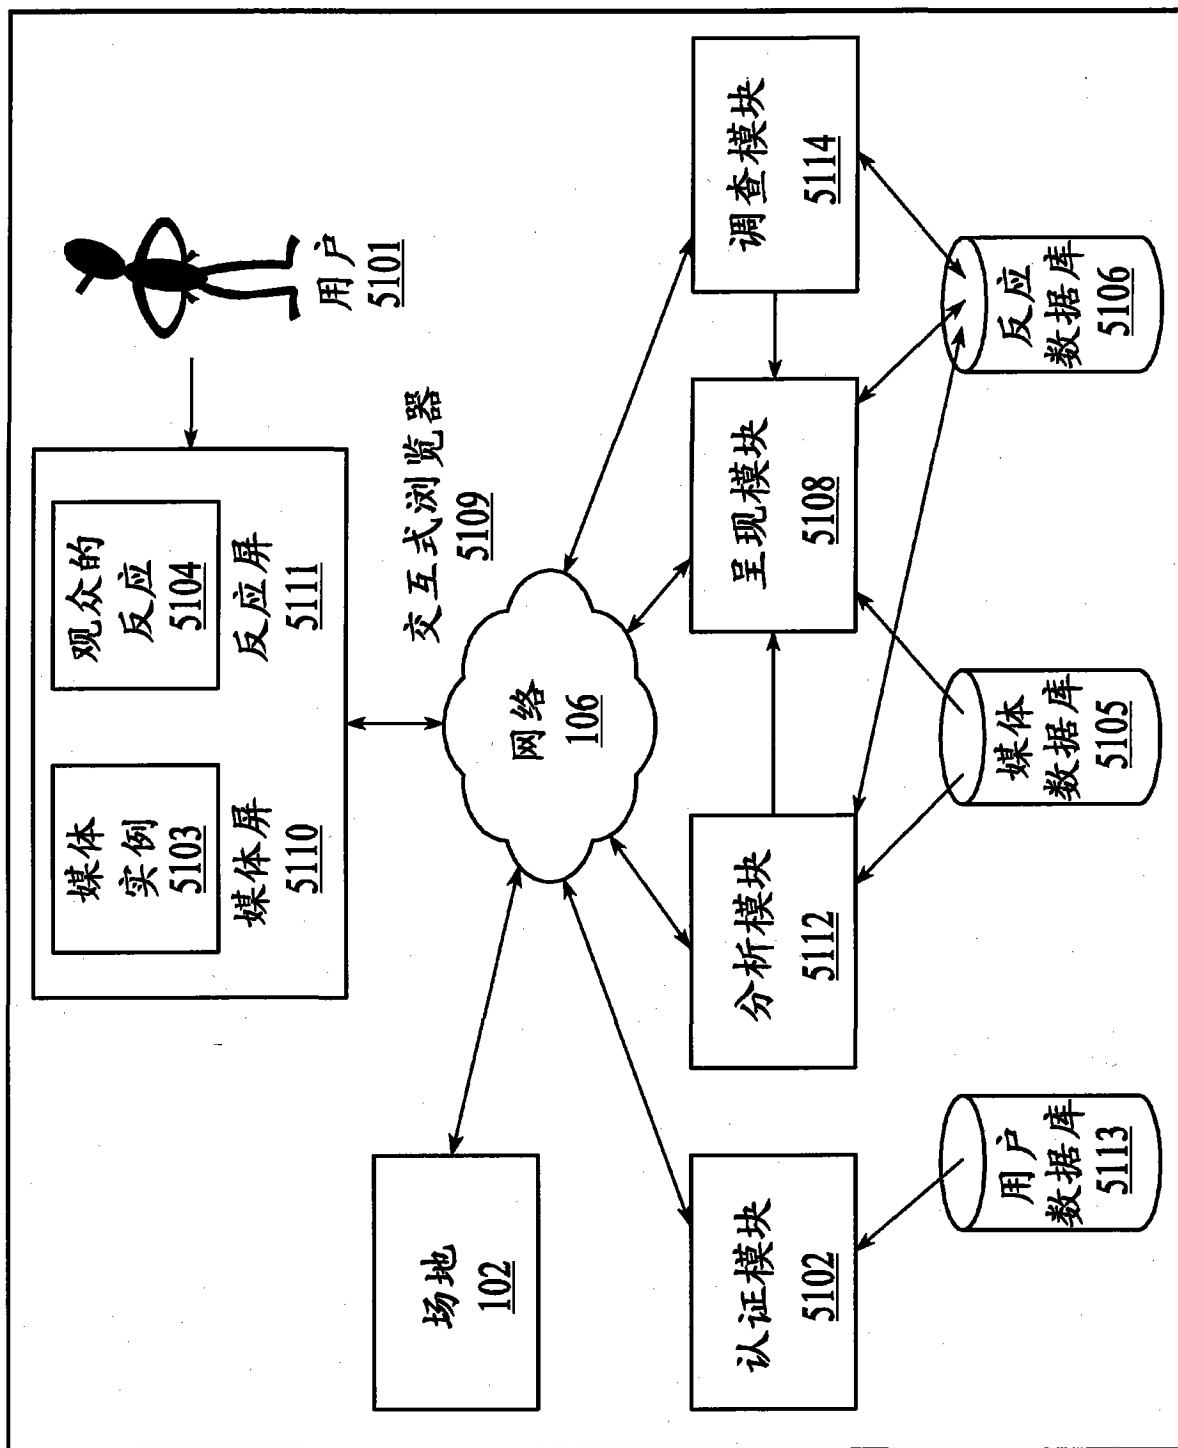 媒体
实例
5103
媒体屏
5110
观众的
反应
5104
反应屏
5111
用户
5101
交互式浏览器
5109
场地
102
网络
106
认证模块
5102
分析模块
5112
呈现模块
5108
调查模块
5114
用户
数据库
5113
媒体
数据库
5105
反应
数据库
5106